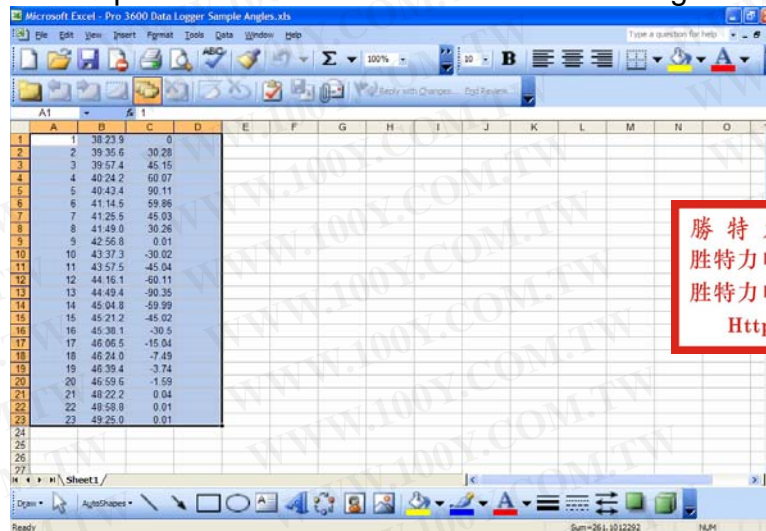 Microsoft Excel - Pro 3600 Data Logger Sample Angles.xls
File Edit View Insert Format Tools Data Window Help Type a question for help
Σ 100% 10 B A
Reply with Changes... End Review...
A1 fx 1
A B C D E F G H I J K L M N O
1 1 38:23.9 0
2 2 39:35.6 30.28
3 3 39:57.4 45.15
4 4 40:24.2 60.07
5 5 40:43.4 90.11
6 6 41:14.5 59.86
7 7 41:25.5 45.03
8 8 41:49.0 30.26
9 9 42:56.8 0.01
10 10 43:37.3 -30.02
11 11 43:57.5 -45.04
12 12 44:16.1 -60.11
13 13 44:49.4 -90.35
14 14 45:04.8 -59.99
15 15 45:21.2 -45.02
16 16 45:38.1 -30.5
17 17 46:06.5 -15.04
18 18 46:24.0 -7.49
19 19 46:39.4 -3.74
20 20 46:59.6 -1.59
21 21 48:22.2 0.04
22 22 48:58.8 0.01
23 23 49:25.0 0.01
24
25
26
27
勝 特
胜特力
胜特力
Http
Sheet1
Draw AutoShapes A
Ready Sum=261.1012292 NUM
WWW.100Y.COM.TW